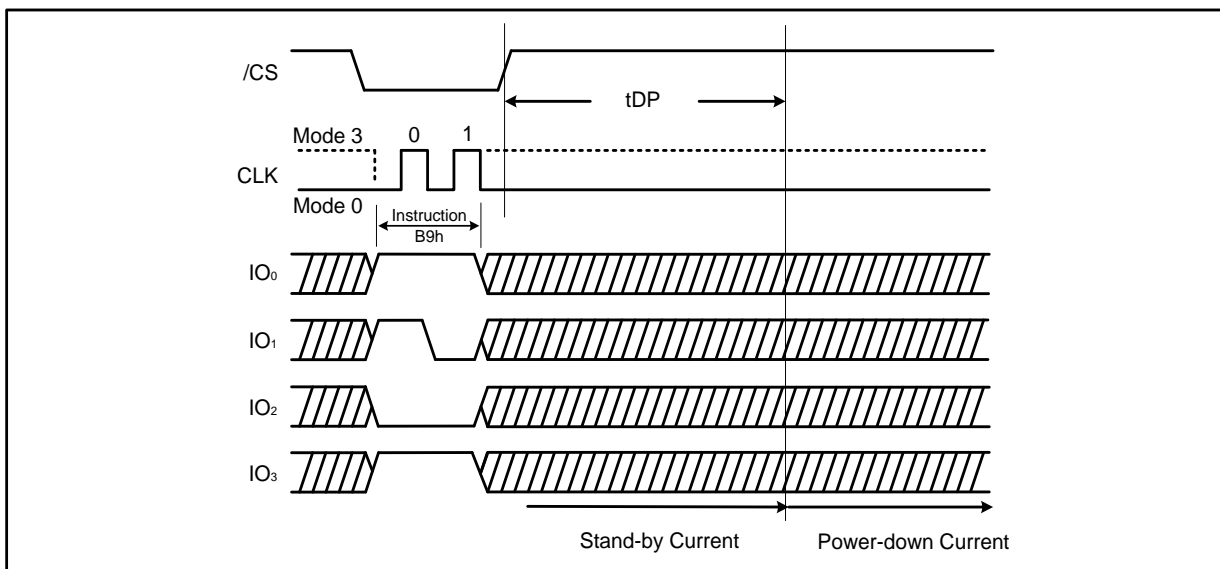 /CS
tDP
Mode 3 0 1
CLK
Mode 0
Instruction
B9h
IO₀
IO₁
IO₂
IO₃
Stand-by Current Power-down Current